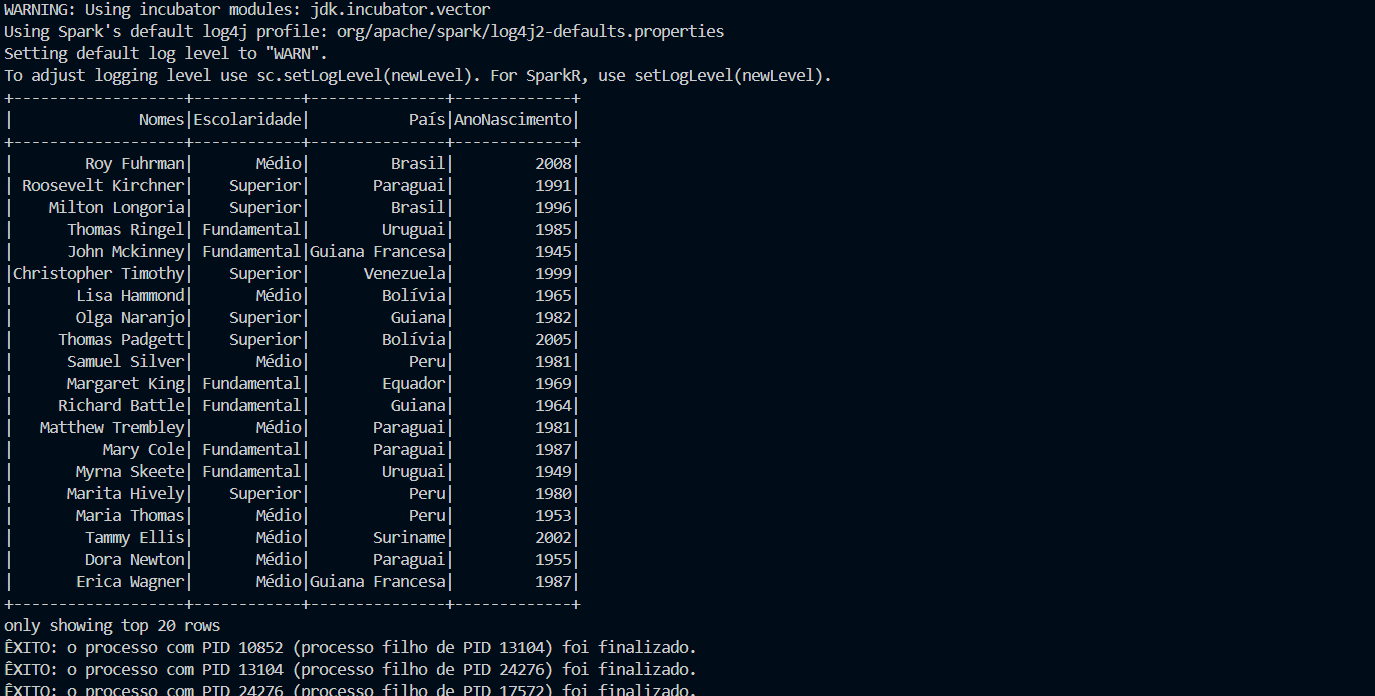 WARNING: Using incubator modules: jdk.incubator.vector
Using Spark's default log4j profile: org/apache/spark/log4j2-defaults.properties
Setting default log level to "WARN".
To adjust logging level use sc.setLogLevel(newLevel). For SparkR, use setLogLevel(newLevel).
+-------------------+------------+---------------+-------------+
|              Nomes|Escolaridade|           País|AnoNascimento|
+-------------------+------------+---------------+-------------+
|        Roy Fuhrman|       Médio|         Brasil|         2008|
| Roosevelt Kirchner|    Superior|       Paraguai|         1991|
|    Milton Longoria|    Superior|         Brasil|         1996|
|      Thomas Ringel| Fundamental|        Uruguai|         1985|
|      John Mckinney| Fundamental|Guiana Francesa|         1945|
|Christopher Timothy|    Superior|      Venezuela|         1999|
|       Lisa Hammond|       Médio|        Bolívia|         1965|
|       Olga Naranjo|    Superior|         Guiana|         1982|
|     Thomas Padgett|    Superior|        Bolívia|         2005|
|      Samuel Silver|       Médio|           Peru|         1981|
|      Margaret King| Fundamental|        Equador|         1969|
|     Richard Battle| Fundamental|         Guiana|         1964|
|   Matthew Trembley|       Médio|       Paraguai|         1981|
|          Mary Cole| Fundamental|       Paraguai|         1987|
|       Myrna Skeete| Fundamental|        Uruguai|         1949|
|      Marita Hively|    Superior|           Peru|         1980|
|       Maria Thomas|       Médio|           Peru|         1953|
|        Tammy Ellis|       Médio|       Suriname|         2002|
|        Dora Newton|       Médio|       Paraguai|         1955|
|       Erica Wagner|       Médio|Guiana Francesa|         1987|
+-------------------+------------+---------------+-------------+
only showing top 20 rows
ÊXITO: o processo com PID 10852 (processo filho de PID 13104) foi finalizado.
ÊXITO: o processo com PID 13104 (processo filho de PID 24276) foi finalizado.
ÊXITO: o processo com PID 24276 (processo filho de PID 17572) foi finalizado.